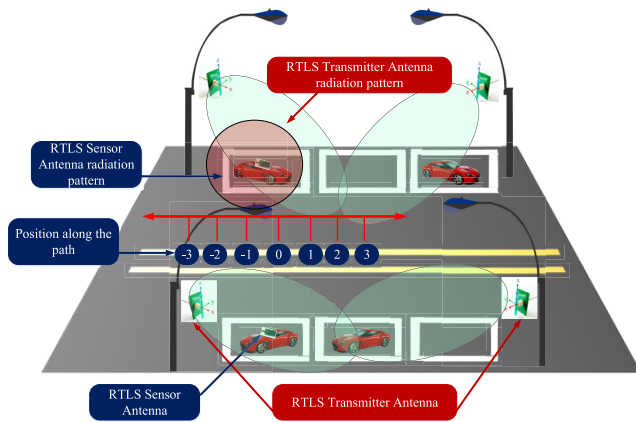 RTLS Transmitter Antenna
radiation pattern
RTLS Sensor
Antenna radiation
pattern
Position along the
path
-3 -2 -1 0 1 2 3
RTLS Sensor
Antenna
RTLS Transmitter Antenna